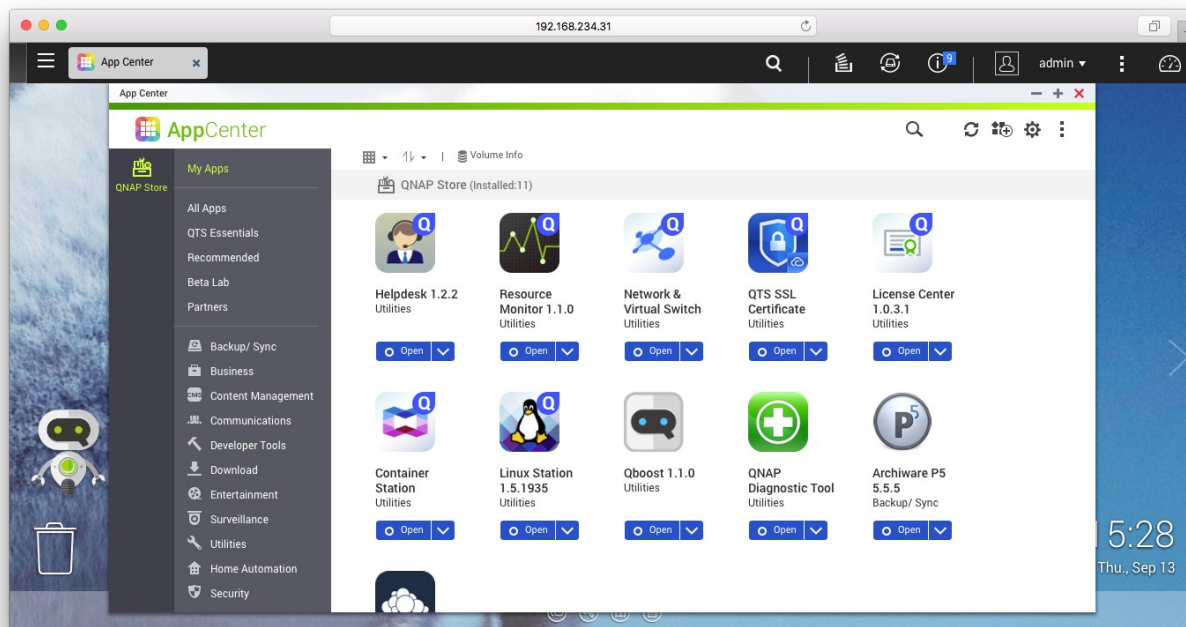 192.168.234.31
App Center
9
admin
App Center
AppCenter
QNAP Store
My Apps
All Apps
QTS Essentials
Recommended
Beta Lab
Partners
Backup/ Sync
Business
CMS
Content Management
Communications
Developer Tools
Download
Entertainment
Surveillance
Utilities
Home Automation
Security
Volume Info
QNAP Store (Installed:11)
Q
Q
Q
Q
Q
Helpdesk 1.2.2
Utilities
Open
Resource
Monitor 1.1.0
Utilities
Open
Network &
Virtual Switch
Utilities
Open
QTS SSL
Certificate
Utilities
Open
License Center
1.0.3.1
Utilities
Open
Q
Q
P5
Container
Station
Utilities
Open
Linux Station
1.5.1935
Utilities
Open
Qboost 1.1.0
Utilities
Open
QNAP
Diagnostic Tool
Utilities
Open
Archiware P5
5.5.5
Backup/ Sync
Open
5:28
Thu., Sep 13